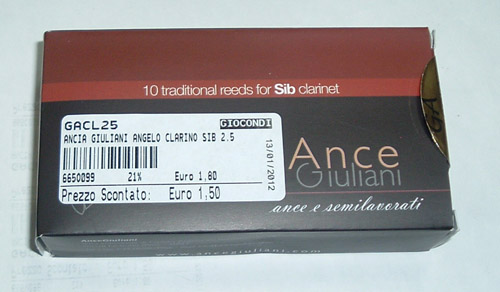 10 traditional reeds for Sib clarinet
GACL25 GIOCONDI
ANCIA GIULIANI ANGELO CLARINO SIB 2.5
6650099 21% Euro 1,80
Prezzo Scontato: Euro 1,50
13/01/2012
Ance
Giuliani
ance e semilavorati
AnceGiuliani
www.ancegiuliani.com